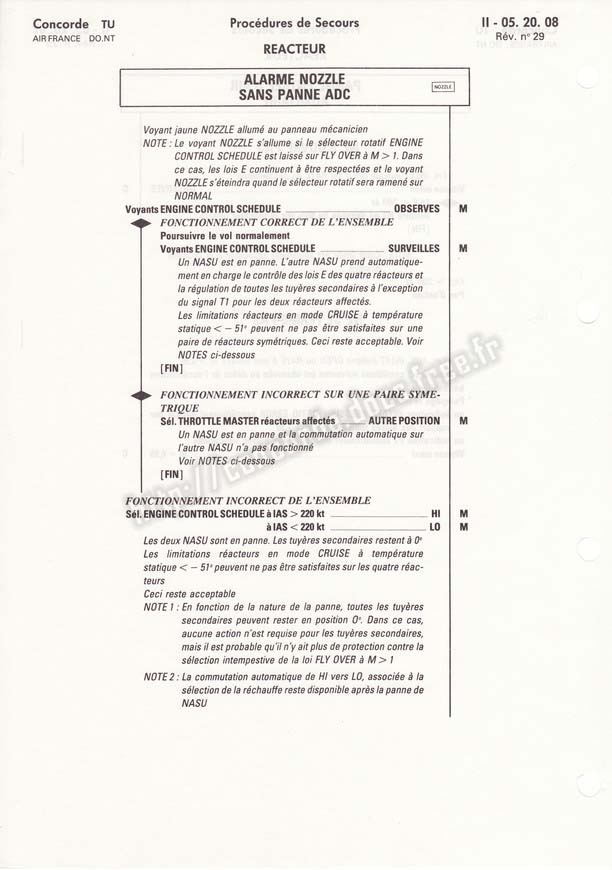 Concorde TU
Procédures de Secours
II - 05. 20. 08
AIR FRANCE DO.NT
Rév. n° 29
REACTEUR
ALARME NOZZLE
SANS PANNE ADC
NOZZLE
Voyant jaune NOZZLE allumé au panneau mécanicien
NOTE : Le voyant NOZZLE s'allume si le sélecteur rotatif ENGINE
CONTROL SCHEDULE est laissé sur FLY OVER à M > 1. Dans
ce cas, les lois E continuent à être respectées et le voyant
NOZZLE s'éteindra quand le sélecteur rotatif sera ramené sur
NORMAL
Voyants ENGINE CONTROL SCHEDULE OBSERVES M
FONCTIONNEMENT CORRECT DE L'ENSEMBLE
Poursuivre le vol normalement
Voyants ENGINE CONTROL SCHEDULE SURVEILLES M
Un NASU est en panne. L'autre NASU prend automatique-
ment en charge le contrôle des lois E des quatre réacteurs et
la régulation de toutes les tuyères secondaires à l'exception
du signal T1 pour les deux réacteurs affectés.
Les limitations réacteurs en mode CRUISE à température
statique < − 51° peuvent ne pas être satisfaites sur une
paire de réacteurs symétriques. Ceci reste acceptable. Voir
NOTES ci-dessous
[FIN]
FONCTIONNEMENT INCORRECT SUR UNE PAIRE SYME-
TRIQUE
Sél. THROTTLE MASTER réacteurs affectés AUTRE POSITION M
Un NASU est en panne et la commutation automatique sur
l'autre NASU n'a pas fonctionné
Voir NOTES ci-dessous
[FIN]
FONCTIONNEMENT INCORRECT DE L'ENSEMBLE
Sél. ENGINE CONTROL SCHEDULE à IAS > 220 kt HI M
à IAS < 220 kt LO M
Les deux NASU sont en panne. Les tuyères secondaires restent à 0°
Les limitations réacteurs en mode CRUISE à température
statique < − 51° peuvent ne pas être satisfaites sur les quatre réac-
teurs
Ceci reste acceptable
NOTE 1 : En fonction de la nature de la panne, toutes les tuyères
secondaires peuvent rester en position 0°. Dans ce cas,
aucune action n'est requise pour les tuyères secondaires,
mais il est probable qu'il n'y ait plus de protection contre la
sélection intempestive de la loi FLY OVER à M > 1
NOTE 2 : La commutation automatique de HI vers LO, associée à la
sélection de la réchauffe reste disponible après la panne de
NASU
http://concorde.docs.free.fr